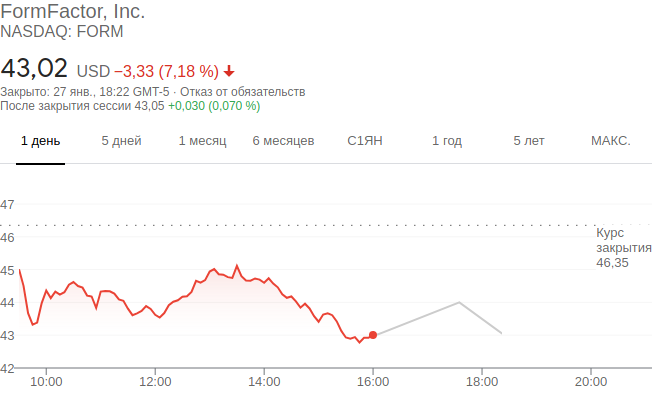 FormFactor, Inc.
NASDAQ: FORM
43,02 USD −3,33 (7,18 %)
Закрыто: 27 янв., 18:22 GMT-5 · Отказ от обязательств
После закрытия сессии 43,05 +0,030 (0,070 %)
1 день 5 дней 1 месяц 6 месяцев С1ЯН 1 год 5 лет МАКС.
47
46
45
44
43
42
Курс
закрытия
46,35
10:00 12:00 14:00 16:00 18:00 20:00